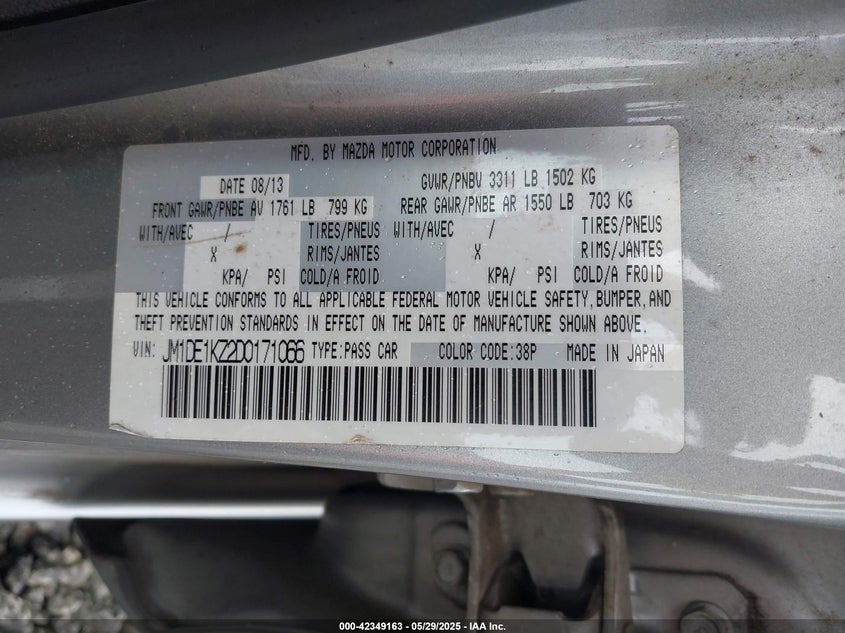 MFD. BY MAZDA MOTOR CORPORATION
DATE 08/13 GVWR/PNBV 3311 LB 1502 KG
FRONT GAWR/PNBE AV 1761 LB 799 KG REAR GAWR/PNBE AR 1550 LB 703 KG
WITH/AVEC / TIRES/PNEUS WITH/AVEC / TIRES/PNEUS
X RIMS/JANTES X RIMS/JANTES
KPA/ PSI COLD/A FROID KPA/ PSI COLD/A FROID
THIS VEHICLE CONFORMS TO ALL APPLICABLE FEDERAL MOTOR VEHICLE SAFETY, BUMPER, AND
THEFT PREVENTION STANDARDS IN EFFECT ON THE DATE OF MANUFACTURE SHOWN ABOVE.
VIN: JM1DE1KZ2D0171066 TYPE:PASS CAR COLOR CODE:38P MADE IN JAPAN
000-42349163 - 05/29/2025 - IAA Inc.